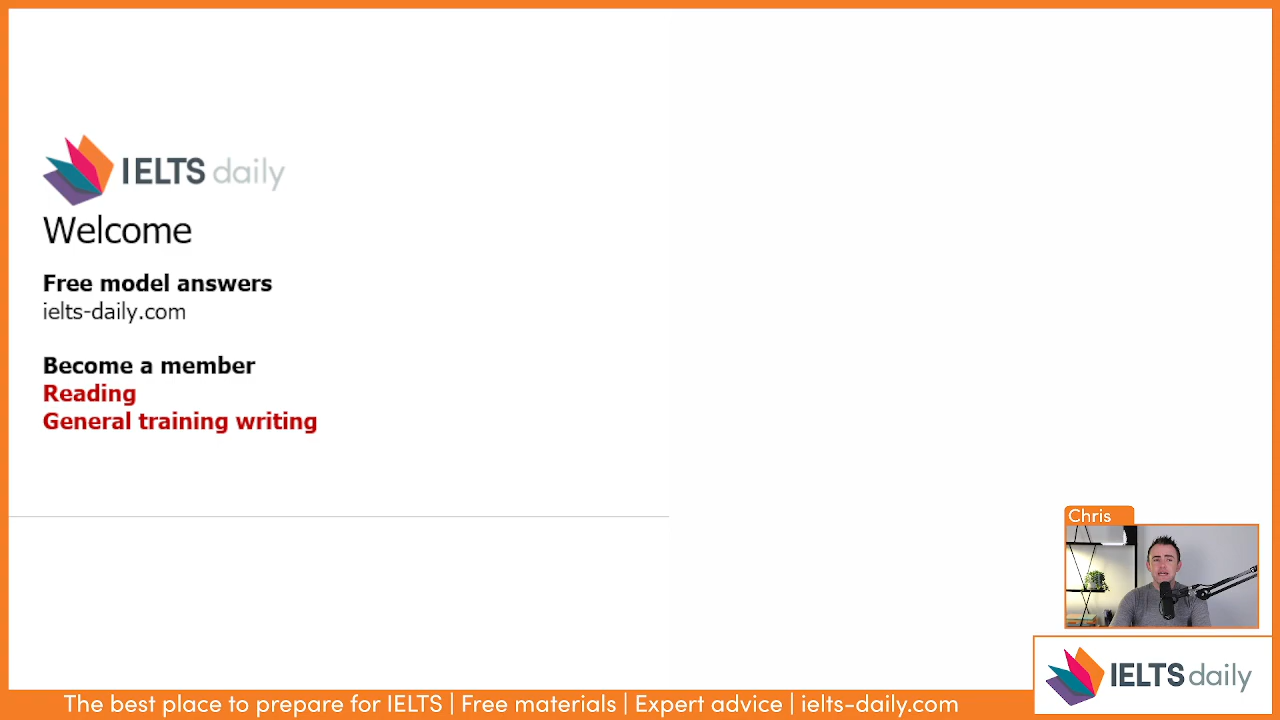 IELTS daily
Welcome
Free model answers
ielts-daily.com
Become a member
Reading
General training writing
Chris
IELTS daily
The best place to prepare for IELTS | Free materials | Expert advice | ielts-daily.com